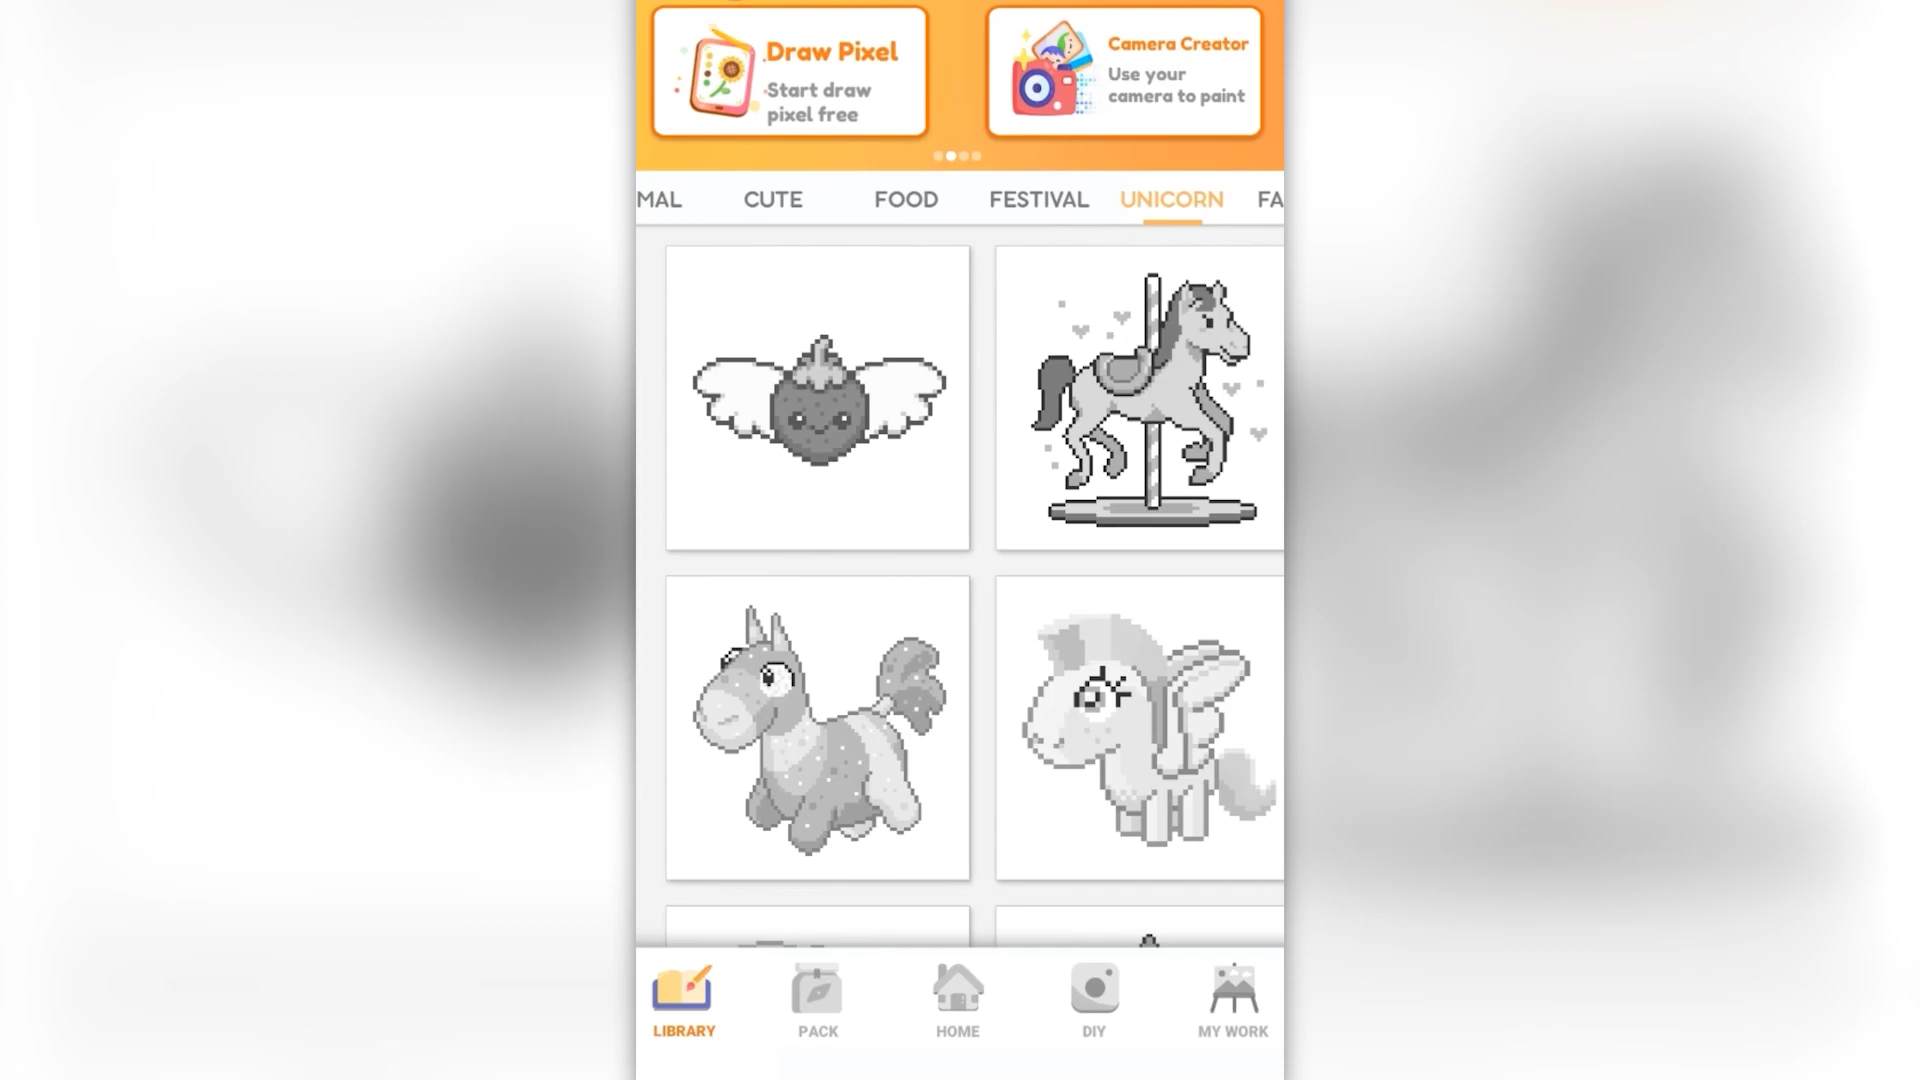 Draw Pixel
Start draw
pixel free
Camera Creator
Use your
camera to paint
MAL CUTE FOOD FESTIVAL UNICORN FA
LIBRARY PACK HOME DIY MY WORK